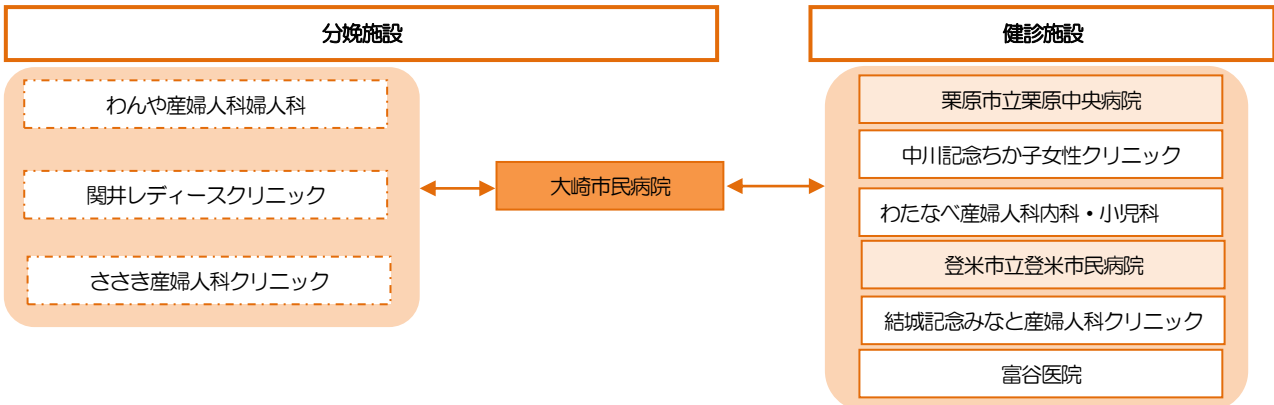 分娩施設
健診施設
わんや産婦人科婦人科
関井レディースクリニック
ささき産婦人科クリニック
大崎市民病院
栗原市立栗原中央病院
中川記念ちか子女性クリニック
わたなべ産婦人科内科・小児科
登米市立登米市民病院
結城記念みなと産婦人科クリニック
富谷医院